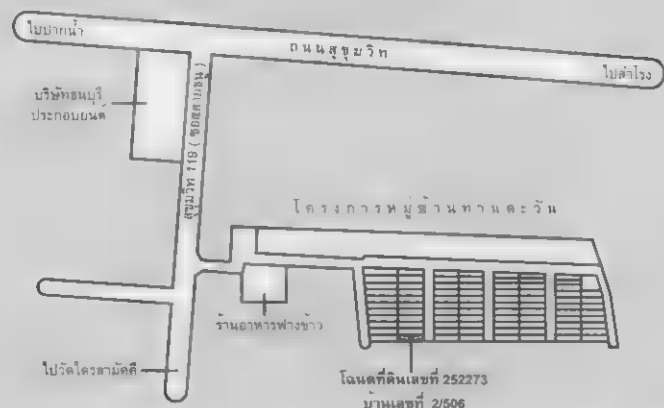 ไปปากน้ำ
ถนนสุขุมวิท
ไปสำโรง
บริษัทธนบุรี
ประกอบยนต์
สุขุมวิท 119 ( ซอยสายธนู )
โครงการหมู่บ้านทานตะวัน
ร้านอาหารฟางข้าว
ไปวัดไตรสามัคคี
โฉนดที่ดินเลขที่ 252273
บ้านเลขที่ 2/506